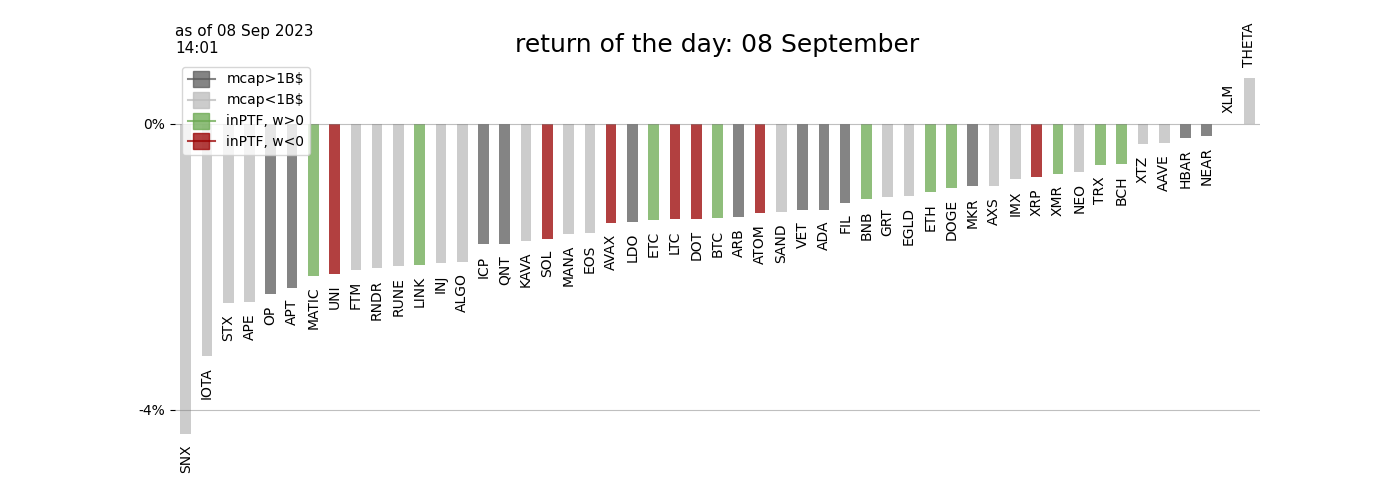 as of 08 Sep 2023
14:01
return of the day: 08 September
mcap>1B$
mcap<1B$
inPTF, w>0
inPTF, w<0
0%
-4%
SNX
IOTA
STX
APE
OP
APT
MATIC
UNI
FTM
RNDR
RUNE
LINK
INJ
ALGO
ICP
QNT
KAVA
SOL
MANA
EOS
AVAX
LDO
ETC
LTC
DOT
BTC
ARB
ATOM
SAND
VET
ADA
FIL
BNB
GRT
EGLD
ETH
DOGE
MKR
AXS
IMX
XRP
XMR
NEO
TRX
BCH
XTZ
AAVE
HBAR
NEAR
XLM
THETA